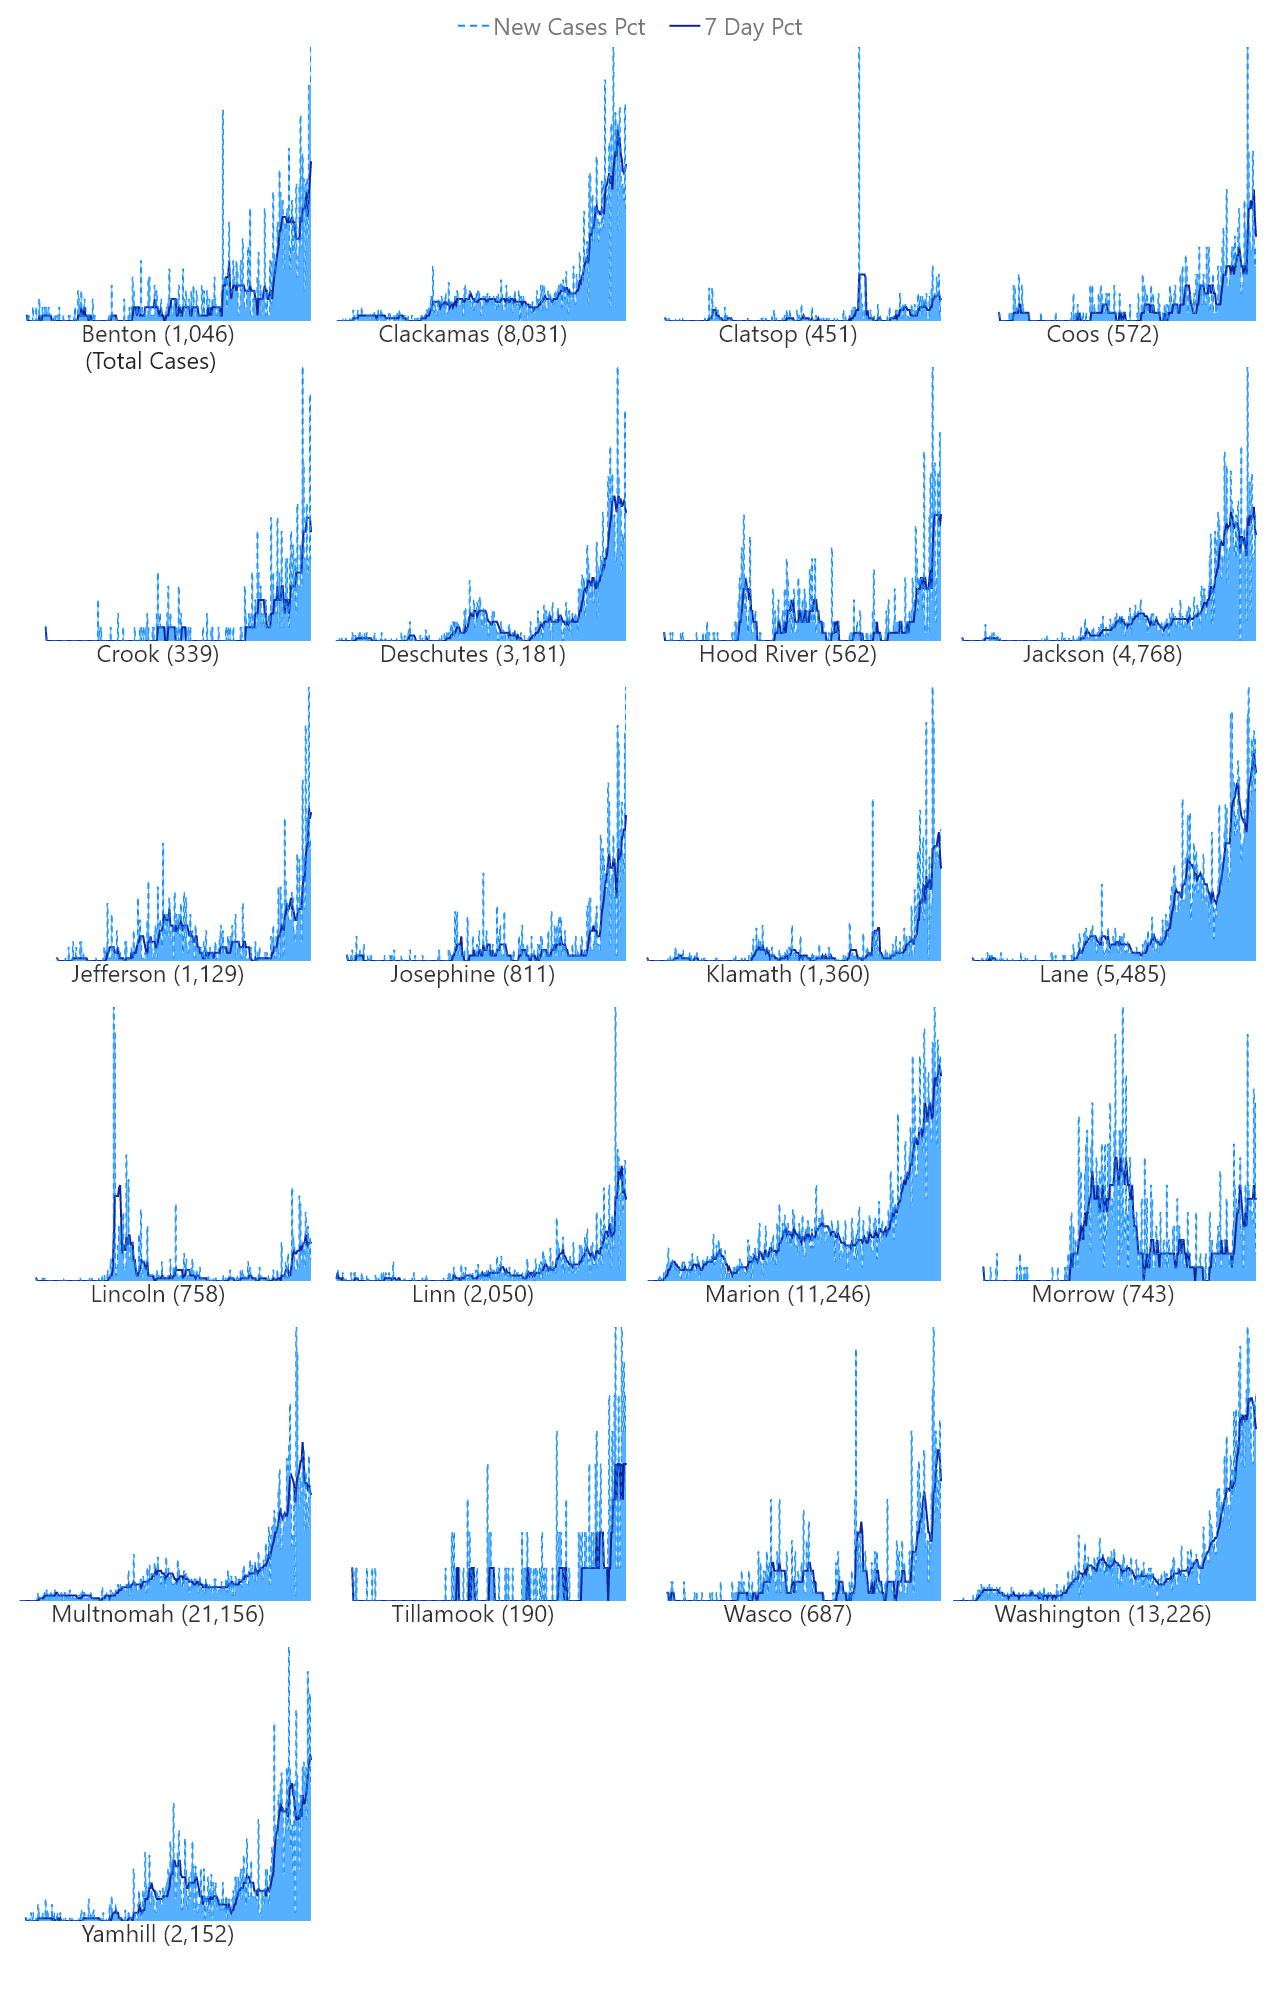 New Cases Pct 7 Day Pct
Benton (1,046) Clackamas (8,031) Clatsop (451) Coos (572)
(Total Cases)
Crook (339) Deschutes (3,181) Hood River (562) Jackson (4,768)
Jefferson (1,129) Josephine (811) Klamath (1,360) Lane (5,485)
Lincoln (758) Linn (2,050) Marion (11,246) Morrow (743)
Multnomah (21,156) Tillamook (190) Wasco (687) Washington (13,226)
Yamhill (2,152)